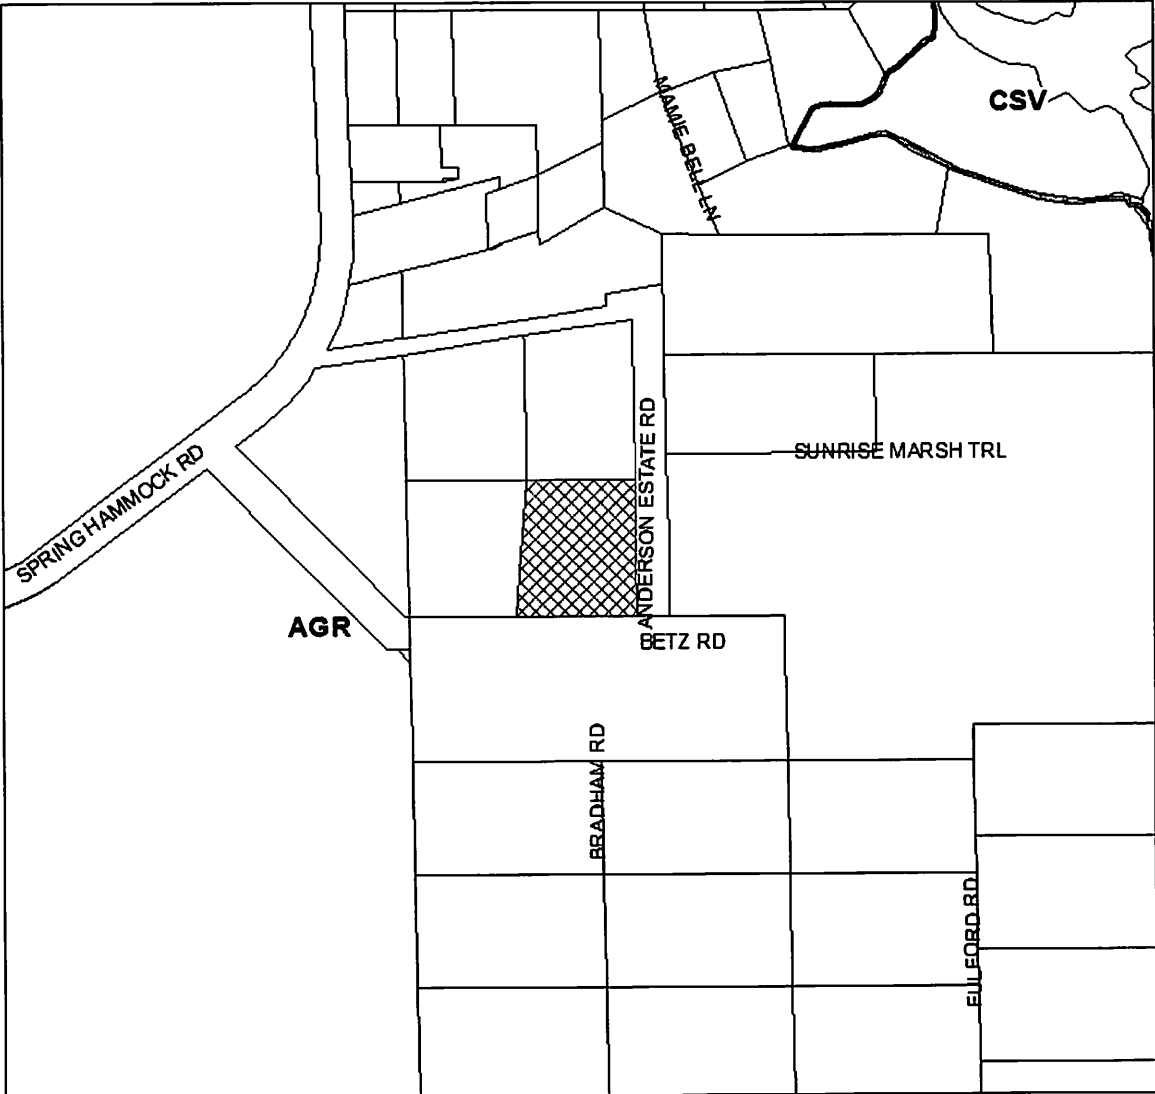 CSV
MAMIE BELL LN
ANDERSON ESTATE RD
SUNRISE MARSH TRL
SPRING HAMMOCK RD
AGR
BETZ RD
BRADHAM RD
FULFORD RD